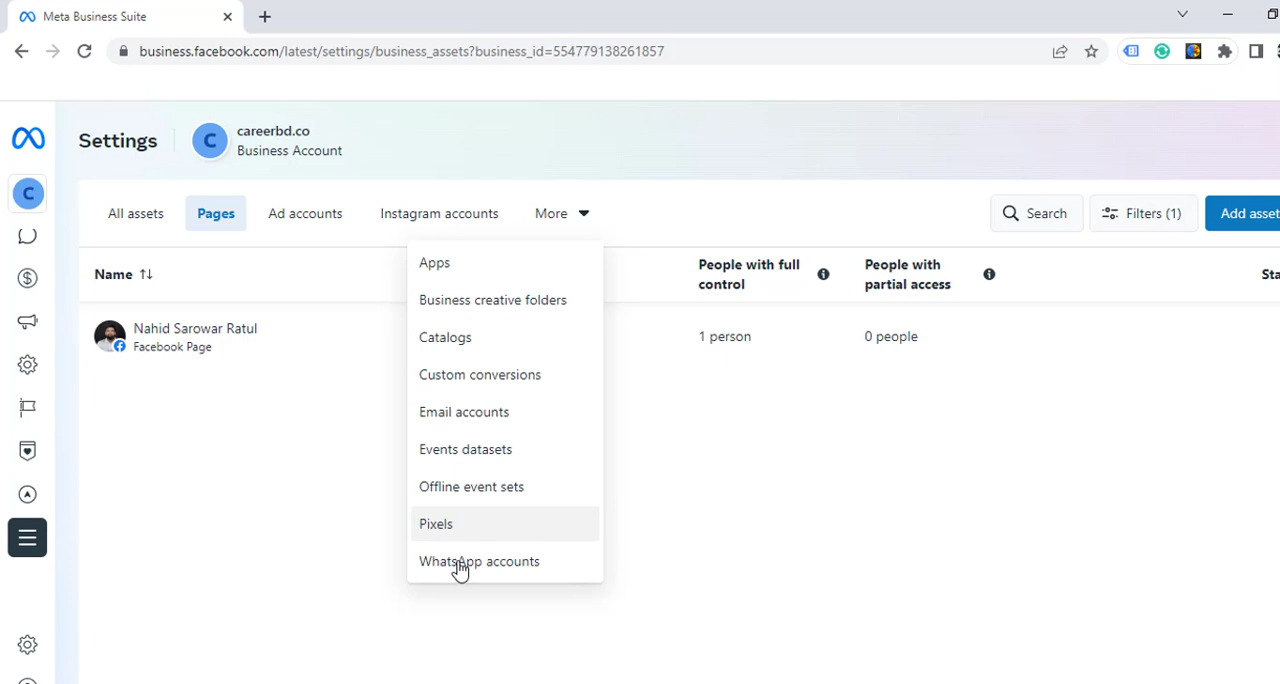 Meta Business Suite
business.facebook.com/latest/settings/business_assets?business_id=554779138261857
Settings
C
careerbd.co
Business Account
C
All assets
Pages
Ad accounts
Instagram accounts
More
Search
Filters (1)
Add asset
Name
People with full
control
People with
partial access
Sta
Nahid Sarowar Ratul
Facebook Page
1 person
0 people
Apps
Business creative folders
Catalogs
Custom conversions
Email accounts
Events datasets
Offline event sets
Pixels
WhatsApp accounts